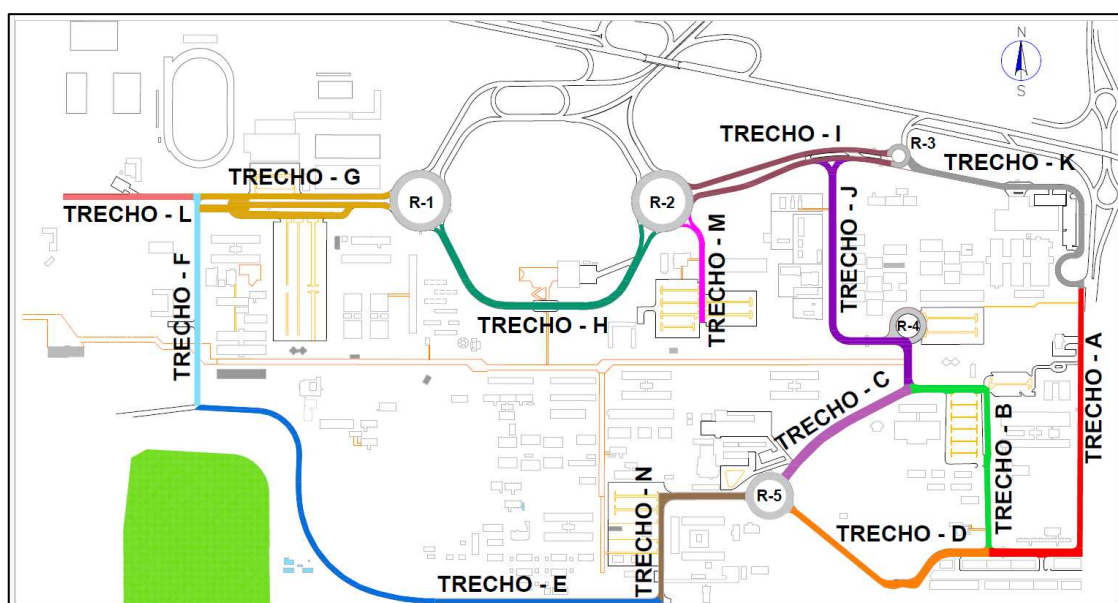 N
S
TRECHO - I
R-3
TRECHO - K
TRECHO - G
R-1
R-2
TRECHO - L
TRECHO - M
TRECHO - J
TRECHO - F
TRECHO - H
R-4
TRECHO - A
TRECHO - C
TRECHO - B
TRECHO - N
R-5
TRECHO - D
TRECHO - E